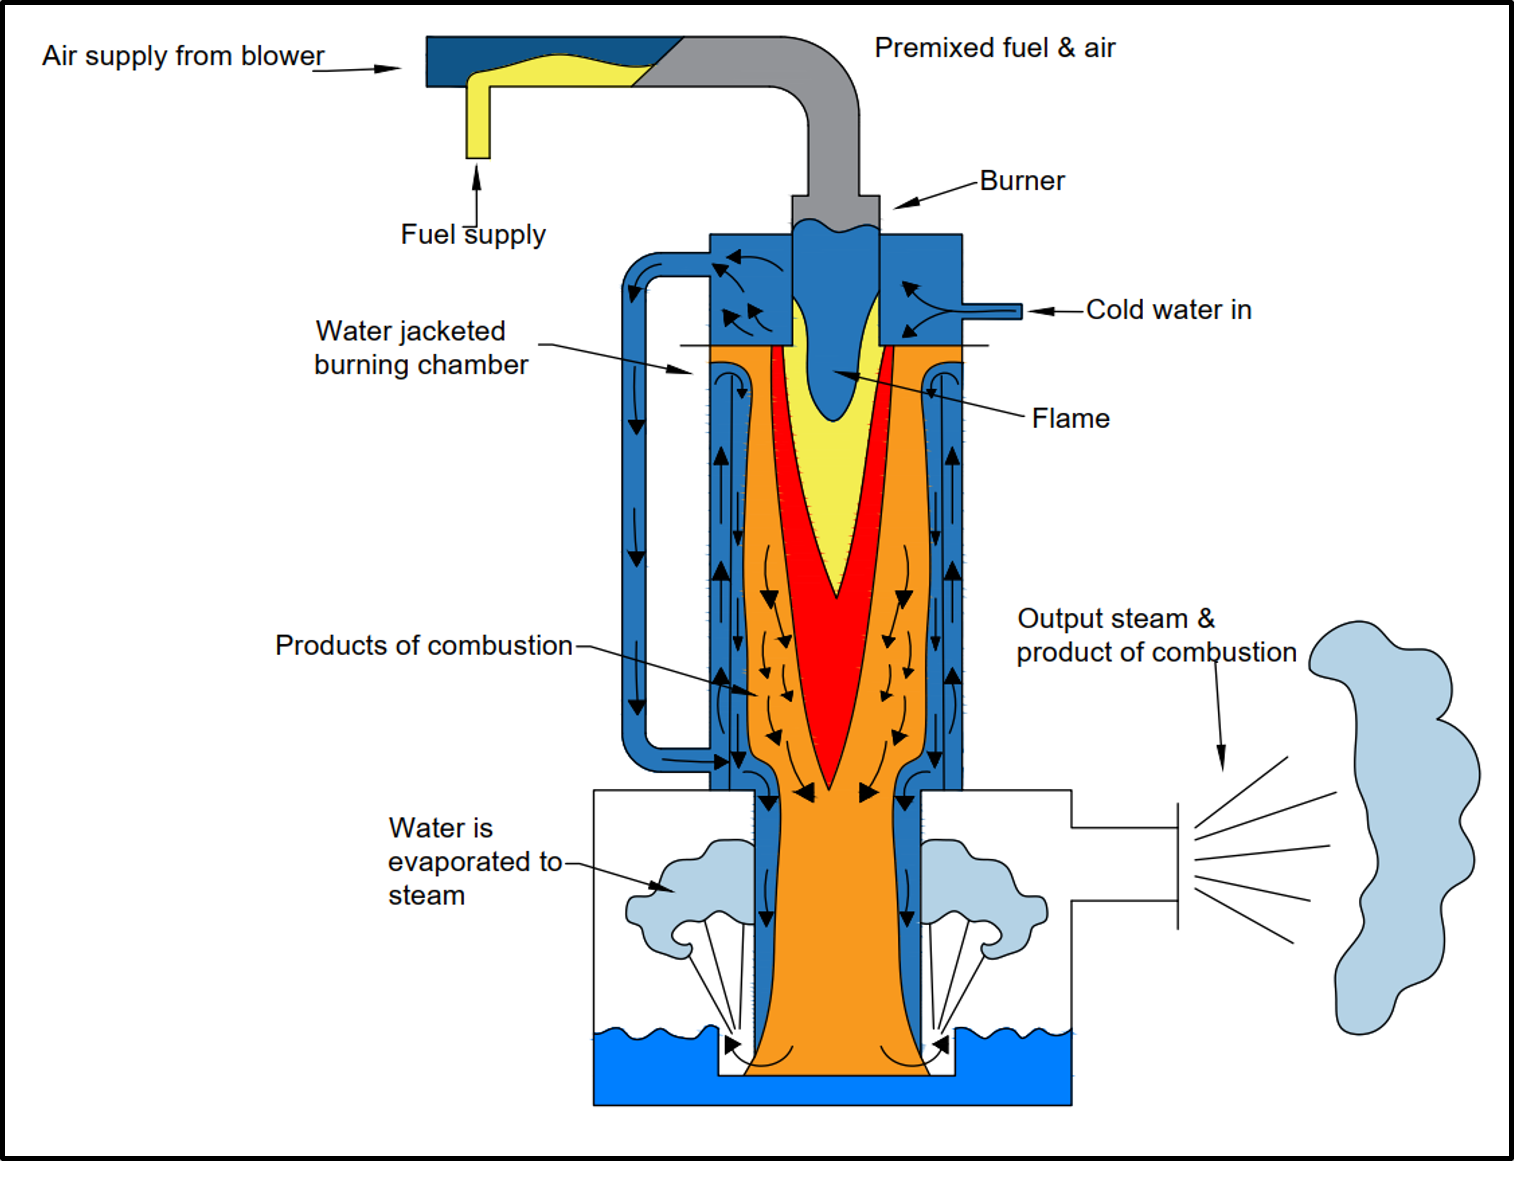 Air supply from blower
Premixed fuel & air
Fuel supply
Burner
Cold water in
Water jacketed
burning chamber
Flame
Products of combustion
Output steam &
product of combustion
Water is
evaporated to
steam